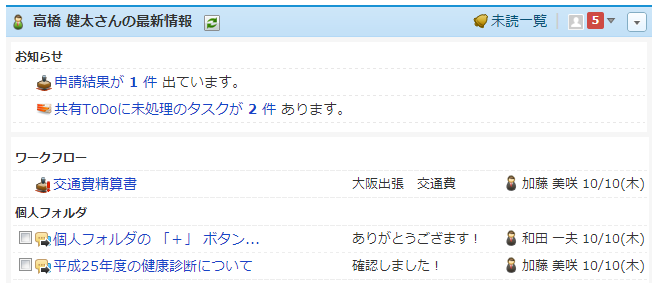 高橋 健太さんの最新情報 未読一覧 5
お知らせ
申請結果が 1 件 出ています。
共有ToDoに未処理のタスクが 2 件 あります。
ワークフロー
交通費精算書 大阪出張　交通費 加藤 美咲 10/10(木)
個人フォルダ
個人フォルダの 「＋」 ボタン... ありがとうござます！ 和田 一夫 10/10(木)
平成25年度の健康診断について 確認しました！ 加藤 美咲 10/10(木)